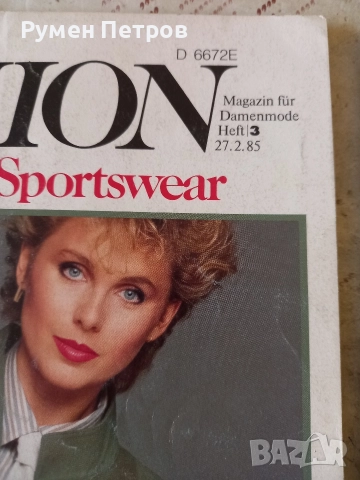 Румен Петров
D 6672E
ION
Magazin für
Damenmode
Heft|3
27.2.85
Sportswear
BAZAR